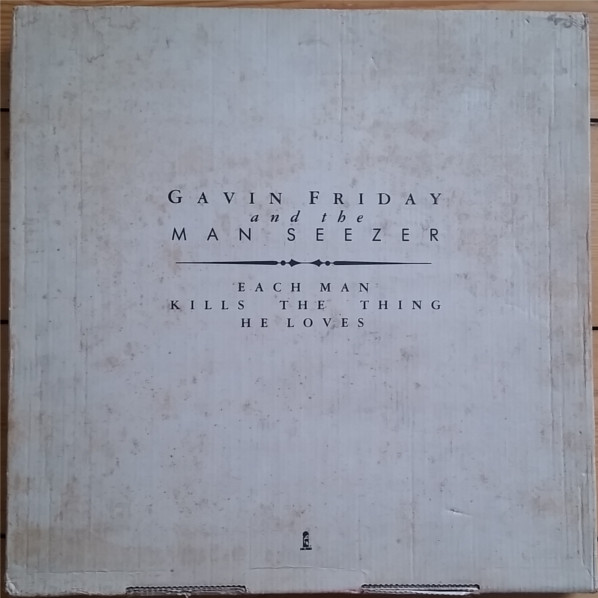 GAVIN FRIDAY
and the
MAN SEEZER
EACH MAN
KILLS THE THING
HE LOVES